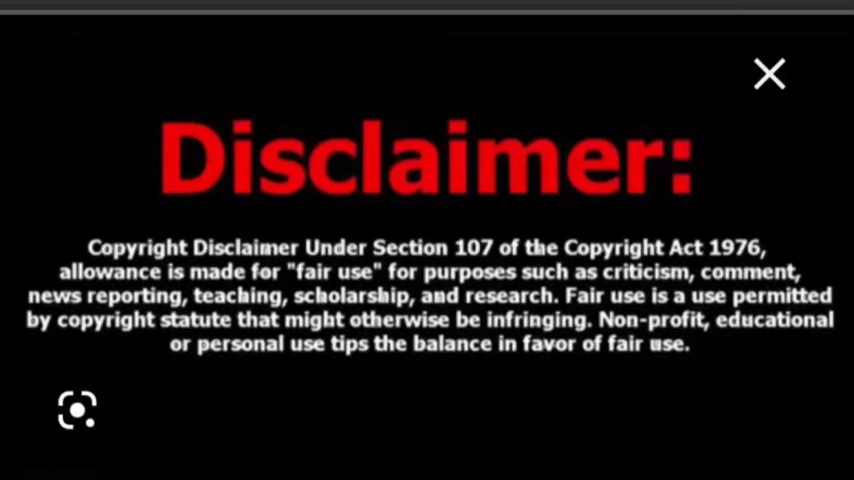 Disclaimer:
Copyright Disclaimer Under Section 107 of the Copyright Act 1976,
allowance is made for "fair use" for purposes such as criticism, comment,
news reporting, teaching, scholarship, and research. Fair use is a use permitted
by copyright statute that might otherwise be infringing. Non-profit, educational
or personal use tips the balance in favor of fair use.